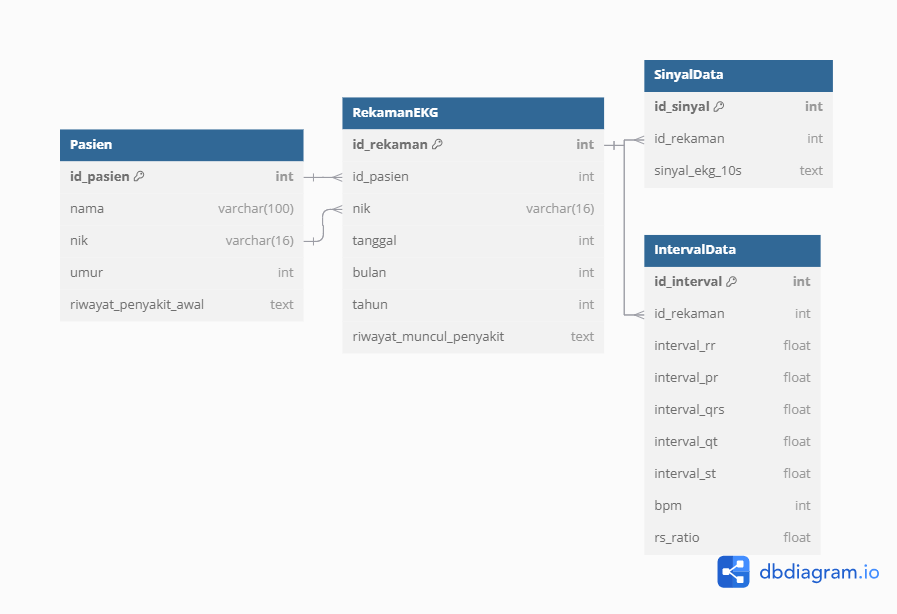 Pasien
id_pasien int
nama varchar(100)
nik varchar(16)
umur int
riwayat_penyakit_awal text
RekamanEKG
id_rekaman int
id_pasien int
nik varchar(16)
tanggal int
bulan int
tahun int
riwayat_muncul_penyakit text
SinyalData
id_sinyal int
id_rekaman int
sinyal_ekg_10s text
IntervalData
id_interval int
id_rekaman int
interval_rr float
interval_pr float
interval_qrs float
interval_qt float
interval_st float
bpm int
rs_ratio float
dbdiagram.io